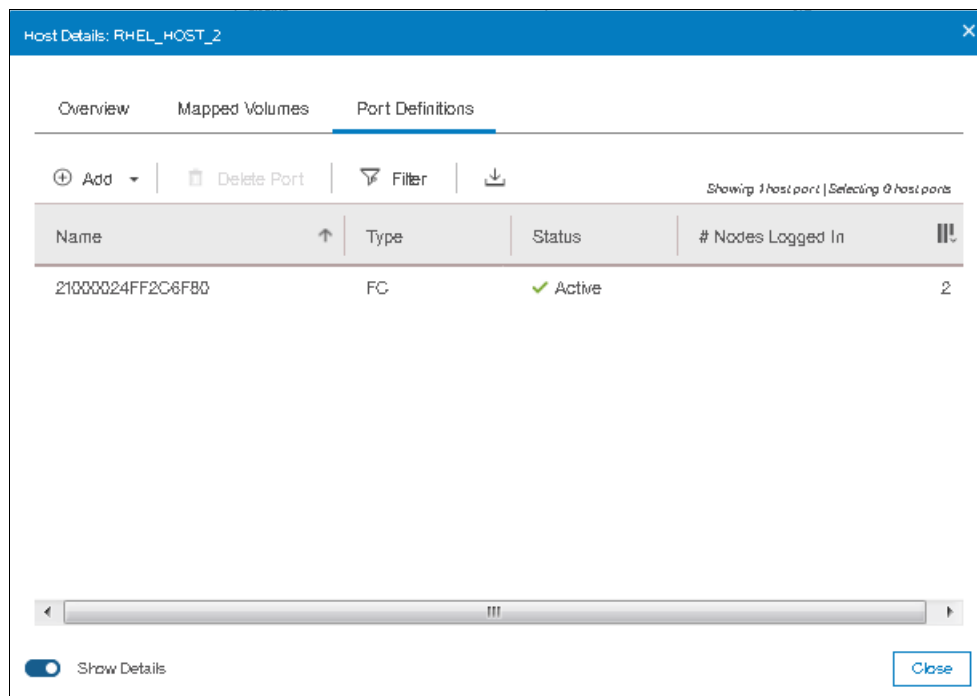 Host Details: RHEL_HOST_2
Overview Mapped Volumes Port Definitions
Add Delete Port Filter
Showing 1 host port | Selecting 0 host ports
Name Type Status # Nodes Logged In
21000024FF2C6F80 FC Active 2
Show Details Close